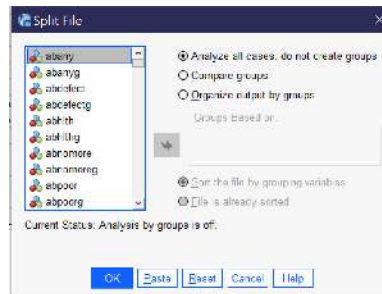 Split File
abany
abanyg
abdefect
abdefectg
abhlth
abhlthg
abnomore
abnomoreg
abpoor
abpoorg
Analyze all cases, do not create groups
Compare groups
Organize output by groups
Groups Based on:
Sort the file by grouping variables
File is already sorted
Current Status: Analysis by groups is off.
OK Paste Reset Cancel Help